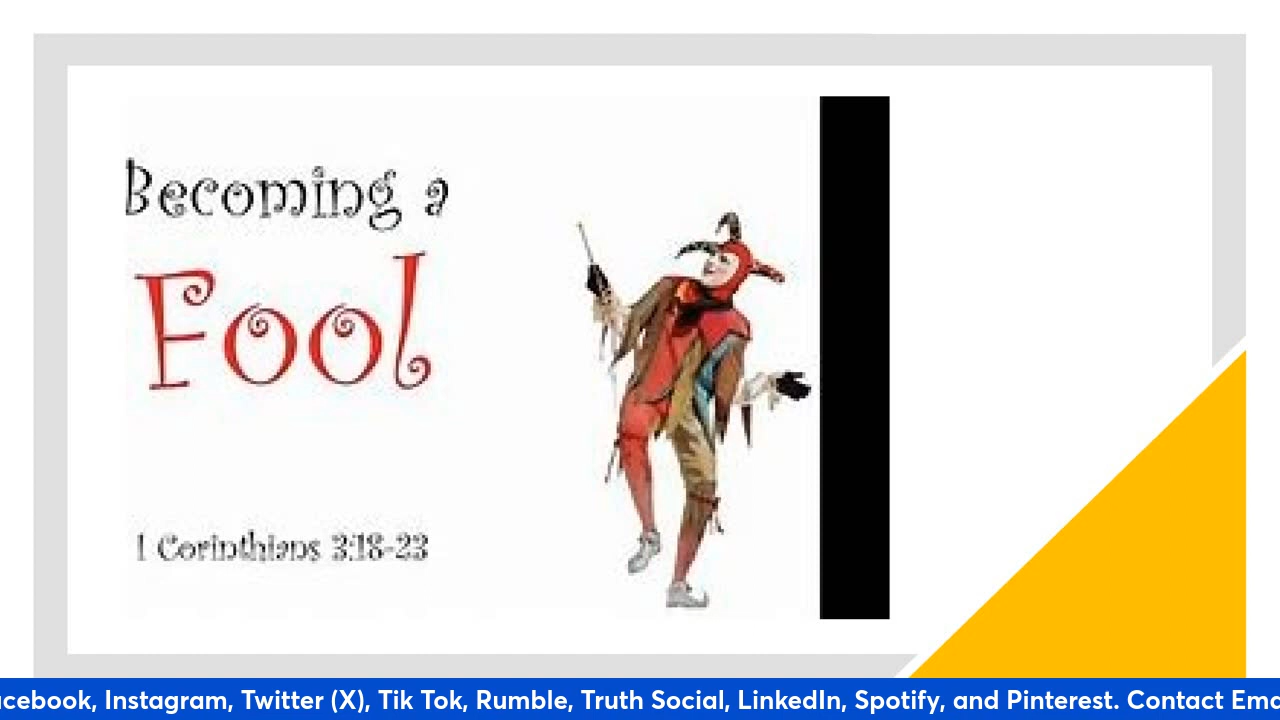 Becoming a
Fool
1 Corinthians 3:18-23
acebook, Instagram, Twitter (X), Tik Tok, Rumble, Truth Social, LinkedIn, Spotify, and Pinterest. Contact Ema